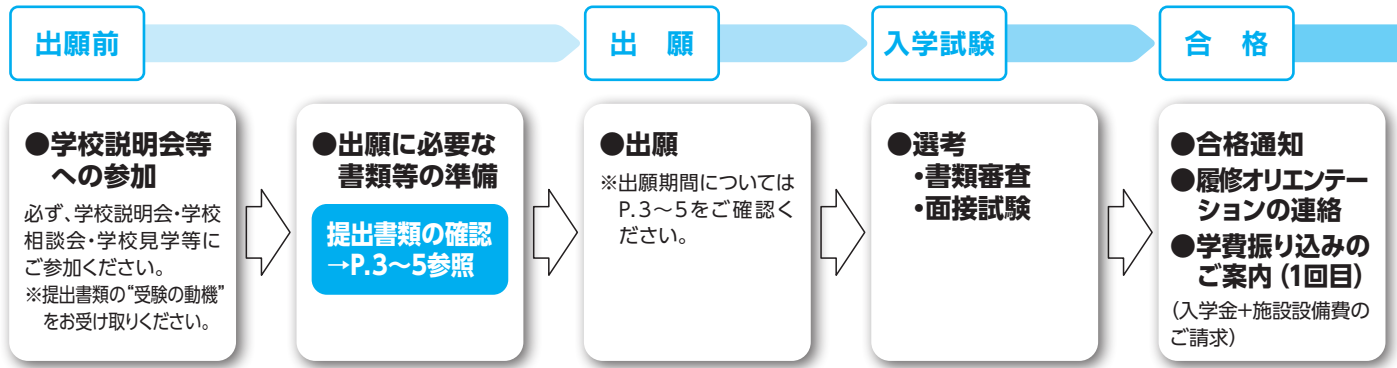 出願前
出　願
入学試験
合　格
●学校説明会等
への参加
必ず、学校説明会・学校
相談会・学校見学等に
ご参加ください。
※提出書類の“受験の動機”
をお受け取りください。
●出願に必要な
書類等の準備
提出書類の確認
→P.3～5参照
●出願
※出願期間については
P.3～5をご確認く
ださい。
●選考
・書類審査
・面接試験
●合格通知
●履修オリエンテー
ションの連絡
●学費振り込みの
ご案内（1回目）
（入学金+施設設備費の
ご請求）